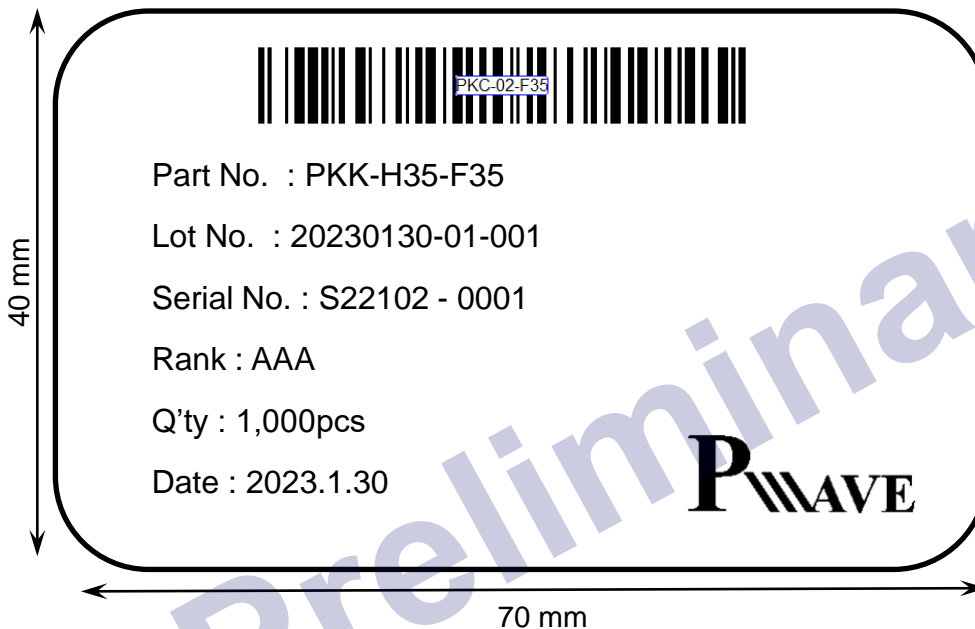 PKC-02-F35
Part No. : PKK-H35-F35
Lot No. : 20230130-01-001
Serial No. : S22102 - 0001
Rank : AAA
Q’ty : 1,000pcs
Date : 2023.1.30
PWAVE
40 mm
70 mm
Preliminar